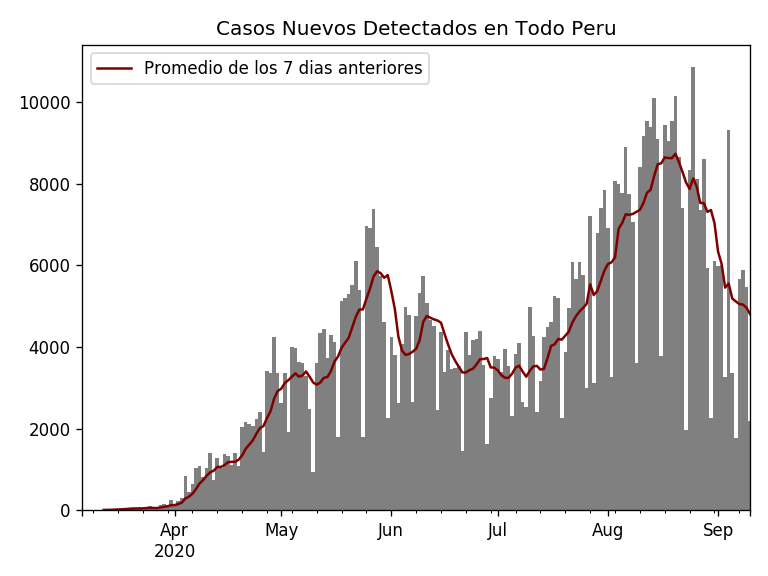 Casos Nuevos Detectados en Todo Peru
Promedio de los 7 dias anteriores
10000
8000
6000
4000
2000
0
Apr May Jun Jul Aug Sep
2020